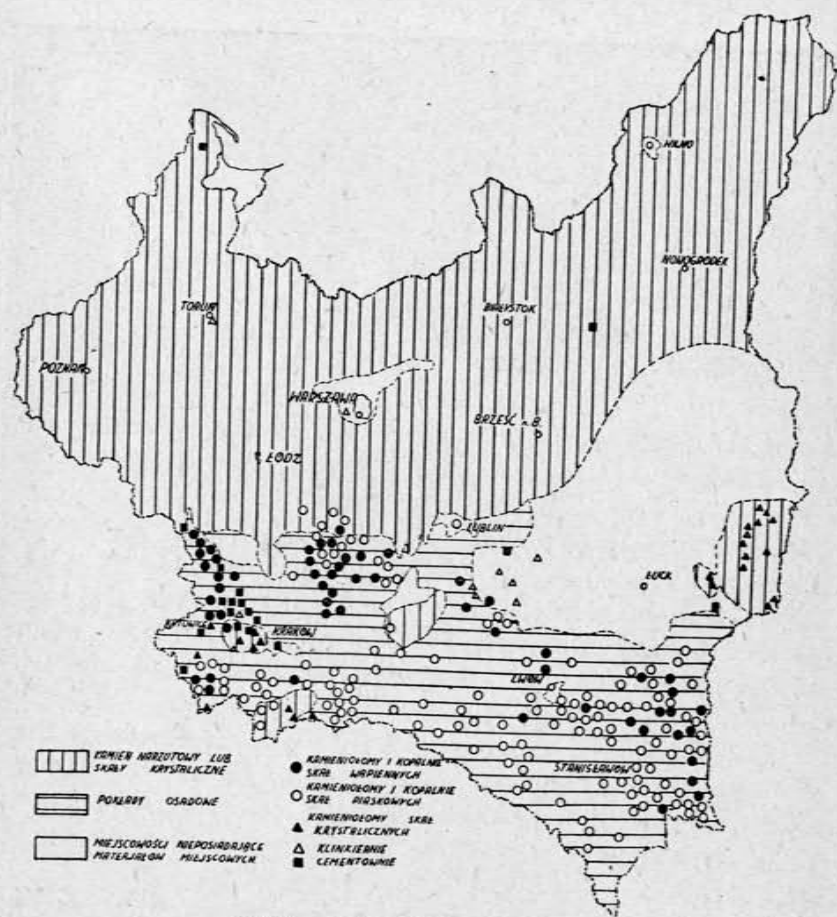 WILNO
NOWOGRÓDEK
TORUŃ
BIAŁYSTOK
POZNAŃ
WARSZAWA
BRZEŚĆ n.B.
ŁÓDZ
LUBLIN
ŁUCK
KATOWICE
KRAKÓW
LWÓW
STANISŁAWÓW
KAMIEŃ NARZUTOWY LUB
SKAŁY KRYSTALICZNE
POKŁADY OSADOWE
MIEJSCOWOŚCI NIEPOSIADAJĄCE
MATERJAŁÓW MIEJSCOWYCH
KAMIENIOŁOMY I KOPALNIE
SKAŁ WAPIENNYCH
KAMIENIOŁOMY I KOPALNIE
SKAŁ PIASKOWYCH
KAMIENIOŁOMY SKAŁ
KRYSTALICZNYCH
KLINKIERNIE
CEMENTOWNIE